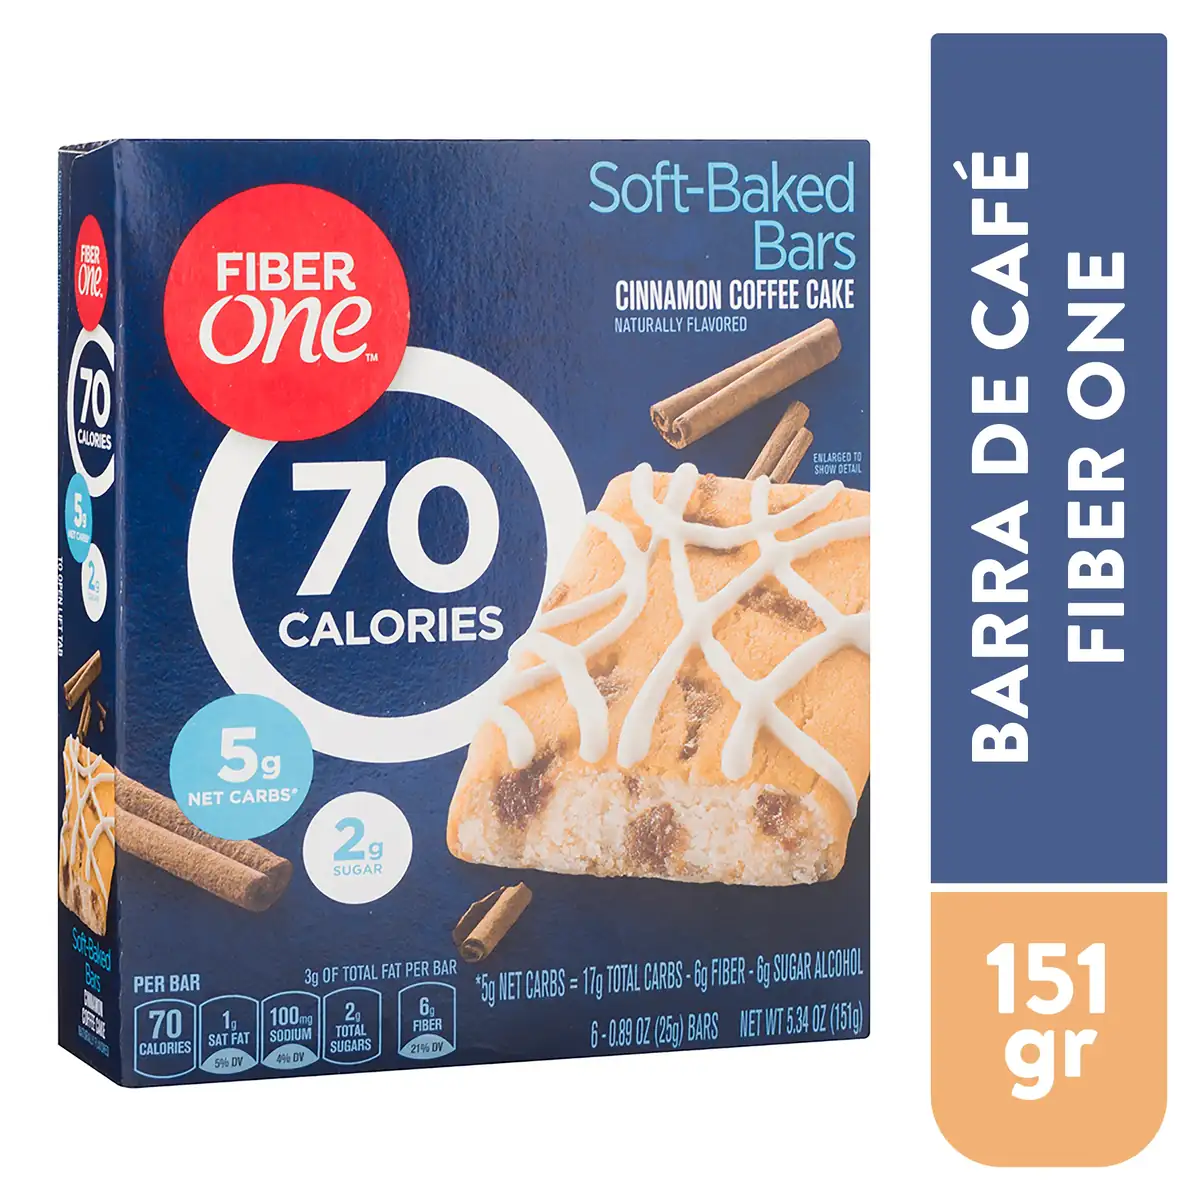 Soft-Baked
Bars
CINNAMON COFFEE CAKE
NATURALLY FLAVORED
FIBER
One™
70
CALORIES
ENLARGED TO
SHOW DETAIL
5g
NET CARBS*
2g
SUGAR
3g OF TOTAL FAT PER BAR
*5g NET CARBS = 17g TOTAL CARBS - 6g FIBER - 6g SUGAR ALCOHOL
PER BAR
70
CALORIES
1g
SAT FAT
5% DV
100mg
SODIUM
4% DV
2g
TOTAL
SUGARS
6g
FIBER
21% DV
6 - 0.89 OZ (25g) BARS NET WT 5.34 OZ (151g)
FIBER
One™
70
CALORIES
5g
NET CARBS*
2g
SUGAR
TO OPEN LIFT TAB
Soft-Baked
Bars
CINNAMON
COFFEE CAKE
NATURALLY FLAVORED
BARRA DE CAFÉ
FIBER ONE
151
gr